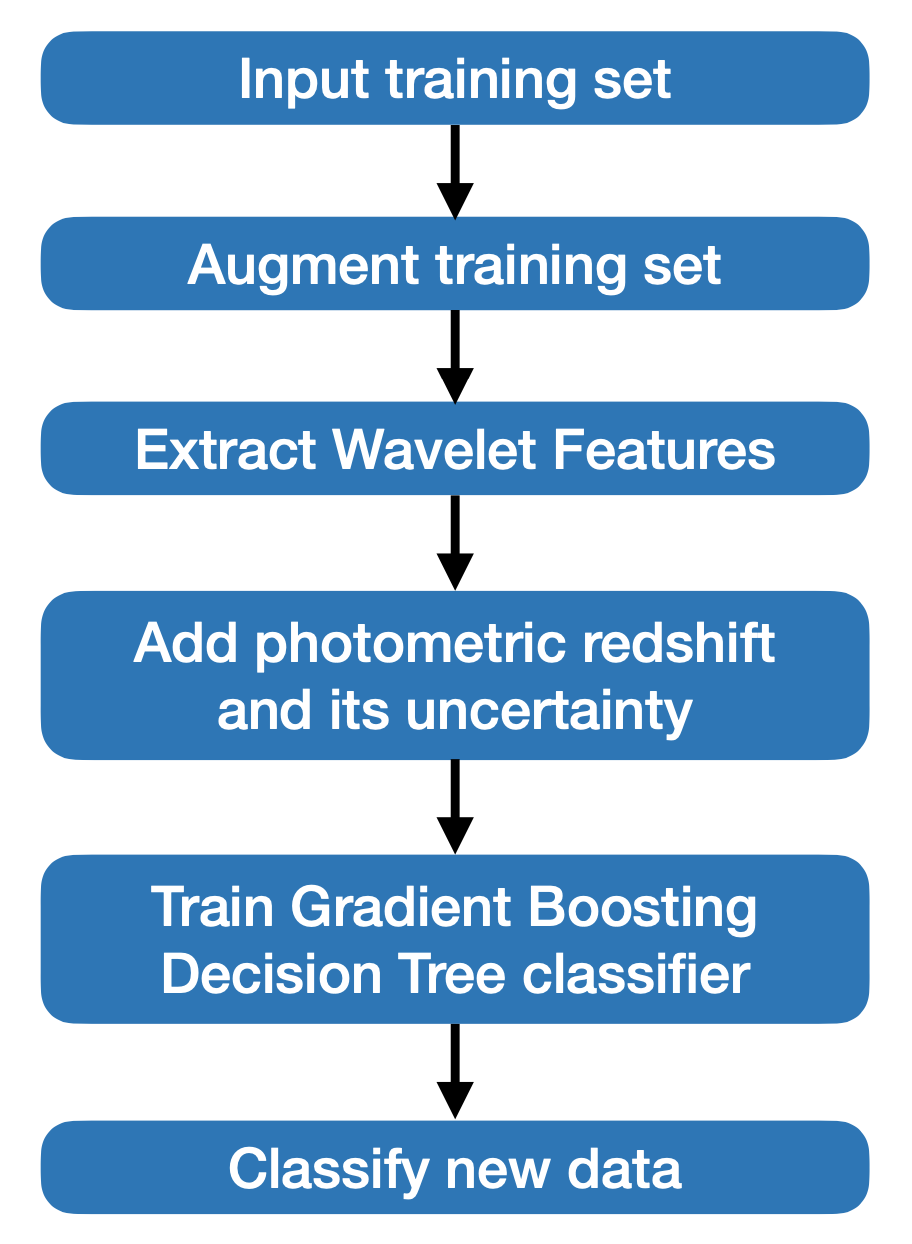 Input training set
Augment training set
Extract Wavelet Features
Add photometric redshift
and its uncertainty
Train Gradient Boosting
Decision Tree classifier
Classify new data